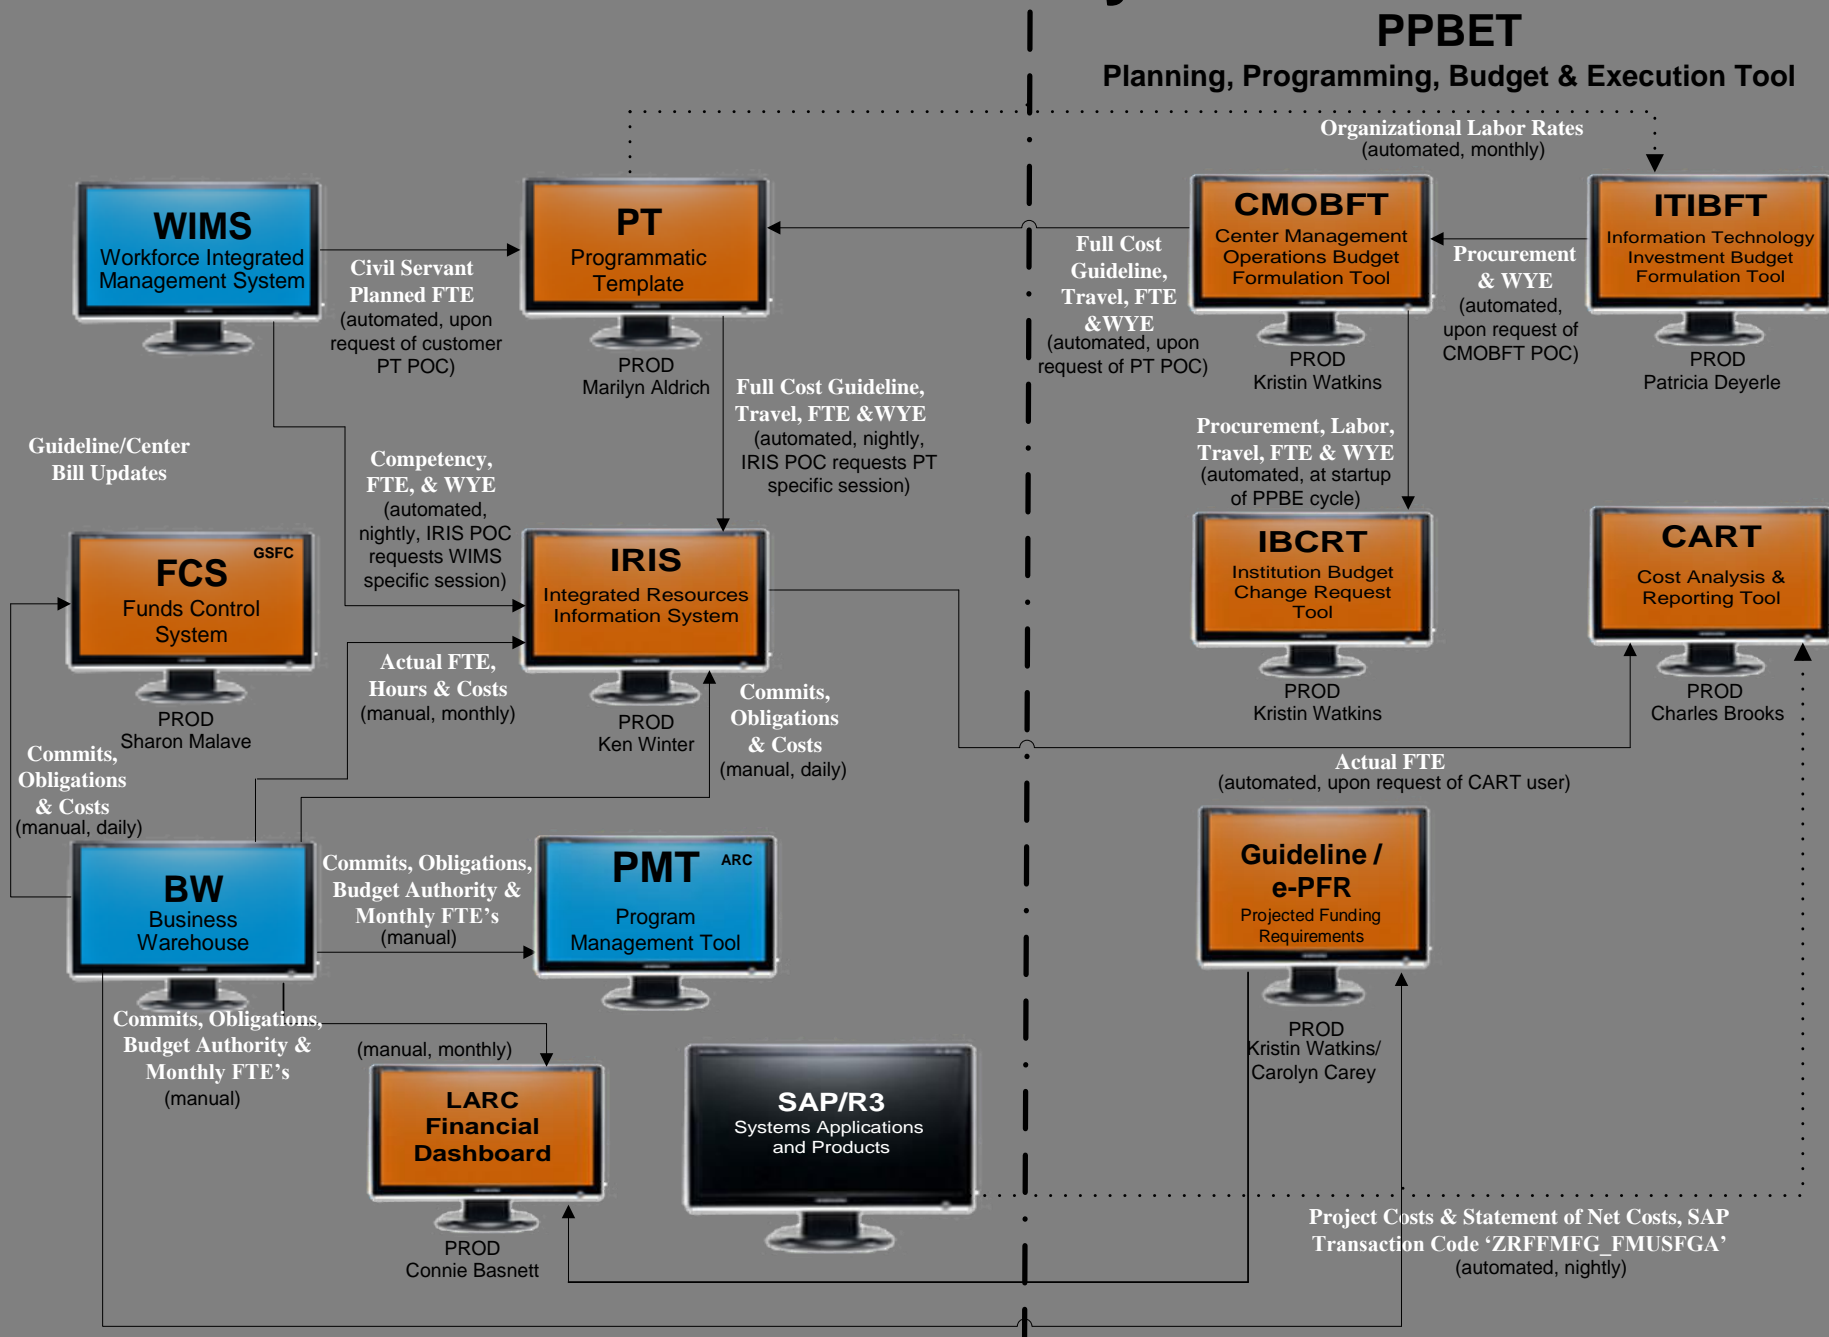 PPBET
Planning, Programming, Budget & Execution Tool
Organizational Labor Rates
(automated, monthly)
WIMS
Workforce Integrated
Management System
Civil Servant
Planned FTE
(automated, upon
request of customer
PT POC)
PT
Programmatic
Template
PROD
Marilyn Aldrich
Full Cost
Guideline,
Travel, FTE
&WYE
(automated, upon
request of PT POC)
CMOBFT
Center Management
Operations Budget
Formulation Tool
PROD
Kristin Watkins
Procurement
& WYE
(automated,
upon request of
CMOBFT POC)
ITIBFT
Information Technology
Investment Budget
Formulation Tool
PROD
Patricia Deyerle
Full Cost Guideline,
Travel, FTE &WYE
(automated, nightly,
IRIS POC requests PT
specific session)
Procurement, Labor,
Travel, FTE & WYE
(automated, at startup
of PPBE cycle)
Guideline/Center
Bill Updates
Competency,
FTE, & WYE
(automated,
nightly, IRIS POC
requests WIMS
specific session)
FCS GSFC
Funds Control
System
PROD
Sharon Malave
IRIS
Integrated Resources
Information System
PROD
Ken Winter
IBCRT
Institution Budget
Change Request
Tool
PROD
Kristin Watkins
CART
Cost Analysis &
Reporting Tool
PROD
Charles Brooks
Actual FTE,
Hours & Costs
(manual, monthly)
Commits,
Obligations
& Costs
(manual, daily)
Commits,
Obligations
& Costs
(manual, daily)
Actual FTE
(automated, upon request of CART user)
BW
Business
Warehouse
Commits, Obligations,
Budget Authority &
Monthly FTE’s
(manual)
PMT ARC
Program
Management Tool
Guideline /
e-PFR
Projected Funding
Requirements
PROD
Kristin Watkins/
Carolyn Carey
Commits, Obligations,
Budget Authority &
Monthly FTE’s
(manual)
(manual, monthly)
LARC
Financial
Dashboard
PROD
Connie Basnett
SAP/R3
Systems Applications
and Products
Project Costs & Statement of Net Costs, SAP
Transaction Code ‘ZRFFMFG_FMUSFGA’
(automated, nightly)